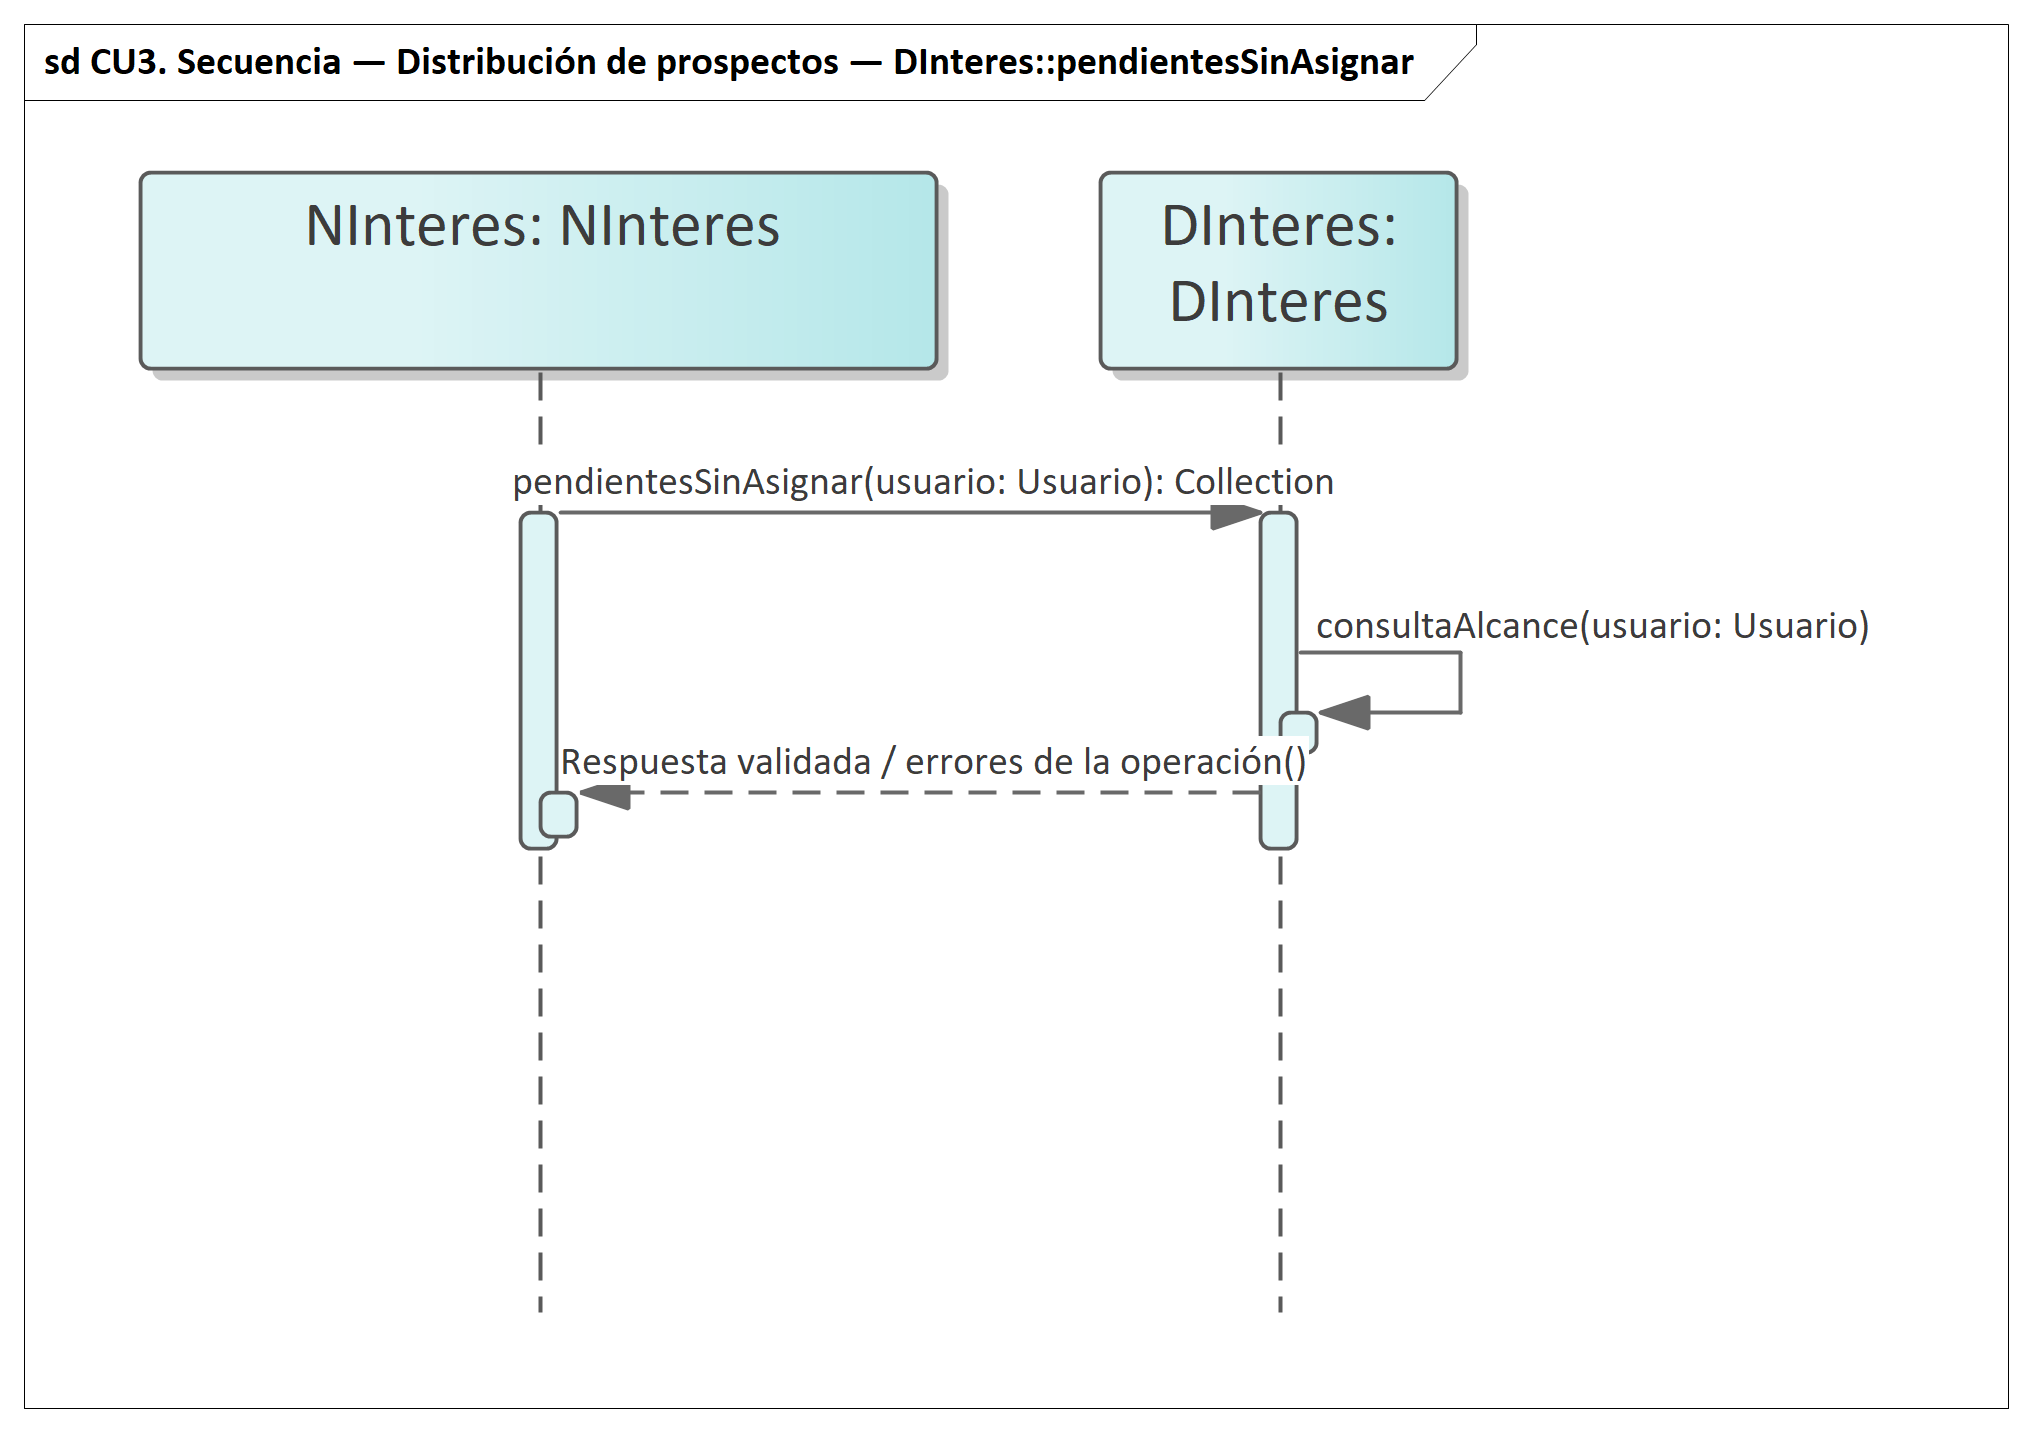 sd CU3. Secuencia — Distribución de prospectos — DInteres::pendientesSinAsignar
NInteres: NInteres
DInteres:
DInteres
pendientesSinAsignar(usuario: Usuario): Collection
consultaAlcance(usuario: Usuario)
Respuesta validada / errores de la operación()